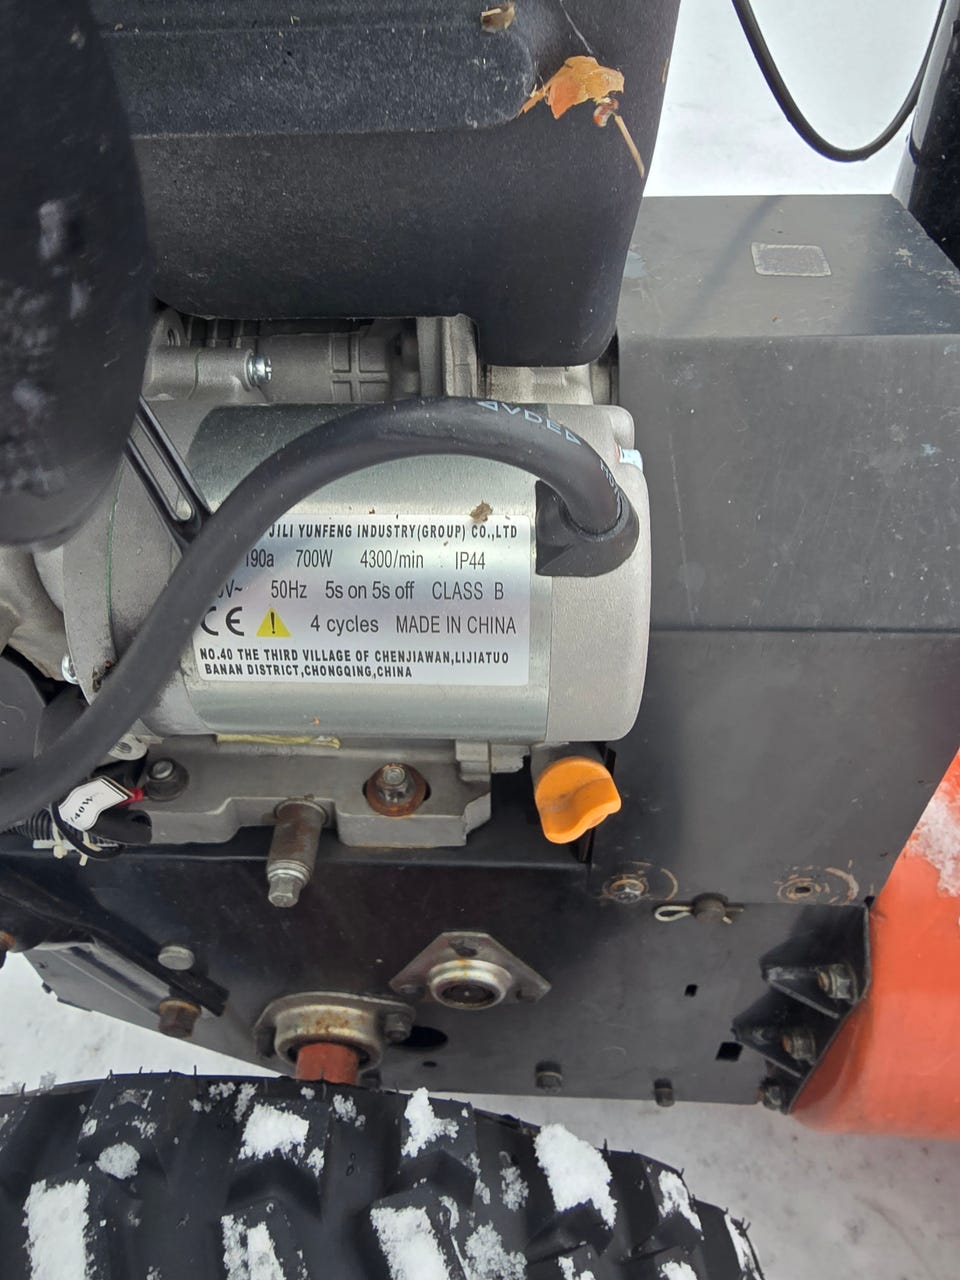 VDE
JILI YUNFENG INDUSTRY(GROUP) CO.,LTD
190a 700W 4300/min IP44
V~ 50Hz 5s on 5s off CLASS B
CE 4 cycles MADE IN CHINA
NO.40 THE THIRD VILLAGE OF CHENJIAWAN,LIJIATUO
BANAN DISTRICT,CHONGQING,CHINA